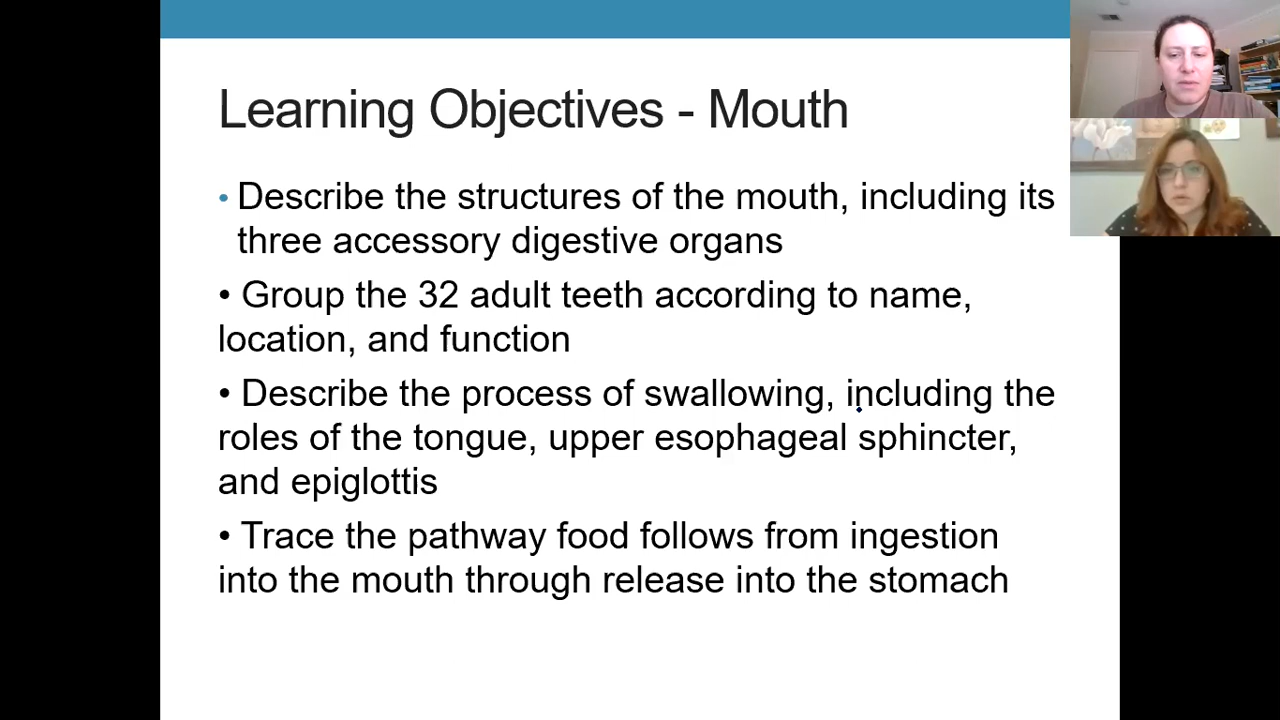 Learning Objectives - Mouth
• Describe the structures of the mouth, including its
three accessory digestive organs
• Group the 32 adult teeth according to name,
location, and function
• Describe the process of swallowing, including the
roles of the tongue, upper esophageal sphincter,
and epiglottis
• Trace the pathway food follows from ingestion
into the mouth through release into the stomach